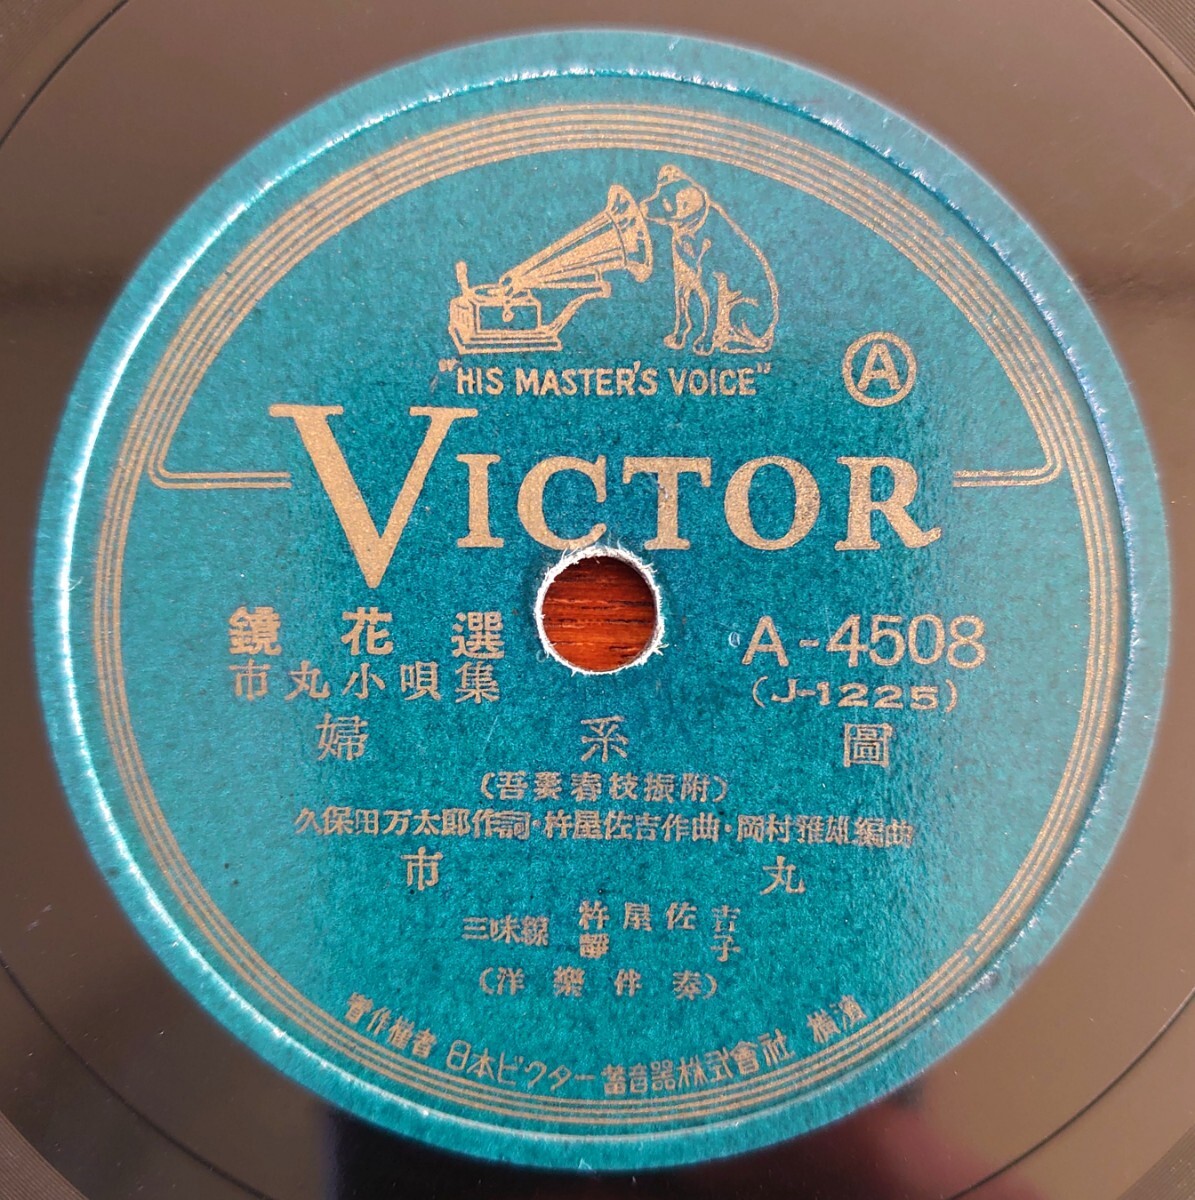 "HIS MASTER'S VOICE"
A
VICTOR
鏡花選
市丸小唄集
A-4508
(J-1225)
婦系圖
(吾妻春枝振附)
久保田万太郎作詞・杵屋佐吉作曲・岡村雅雄編曲
市丸
三味線 杵屋佐吉
靜子
(洋樂伴奏)
著作權者 日本ビクター蓄音器株式會社 橫濱